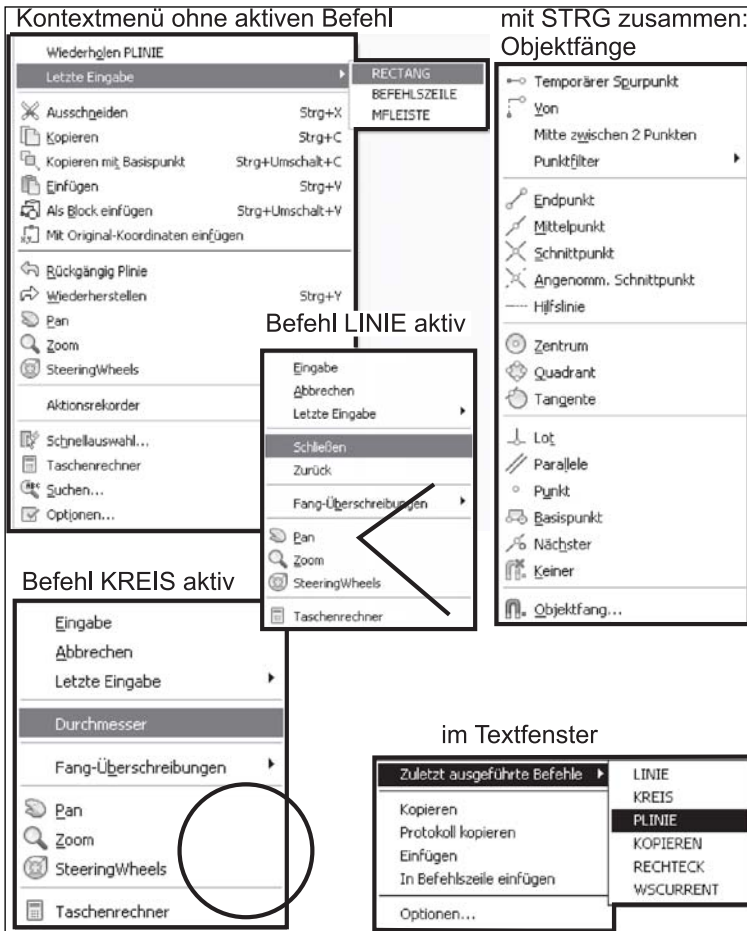 Kontextmenü ohne aktiven Befehl
Wiederholen PLINIE
Letzte Eingabe
RECTANG
BEFEHLSZEILE
MFLEISTE
Ausschneiden Strg+X
Kopieren Strg+C
Kopieren mit Basispunkt Strg+Umschalt+C
Einfügen Strg+V
Als Block einfügen Strg+Umschalt+V
Mit Original-Koordinaten einfügen
Rückgängig Plinie
Wiederherstellen Strg+Y
Pan
Zoom
SteeringWheels
Aktionsrekorder
Schnellauswahl...
Taschenrechner
Suchen...
Optionen...
mit STRG zusammen:
Objektfänge
Temporärer Spurpunkt
Von
Mitte zwischen 2 Punkten
Punktfilter
Endpunkt
Mittelpunkt
Schnittpunkt
Angenomm. Schnittpunkt
Hilfslinie
Zentrum
Quadrant
Tangente
Lot
Parallele
Punkt
Basispunkt
Nächster
Keiner
Objektfang...
Befehl LINIE aktiv
Eingabe
Abbrechen
Letzte Eingabe
Schließen
Zurück
Fang-Überschreibungen
Pan
Zoom
SteeringWheels
Taschenrechner
Befehl KREIS aktiv
Eingabe
Abbrechen
Letzte Eingabe
Durchmesser
Fang-Überschreibungen
Pan
Zoom
SteeringWheels
Taschenrechner
im Textfenster
Zuletzt ausgeführte Befehle
Kopieren
Protokoll kopieren
Einfügen
In Befehlszeile einfügen
Optionen...
LINIE
KREIS
PLINIE
KOPIEREN
RECHTECK
WSCURRENT